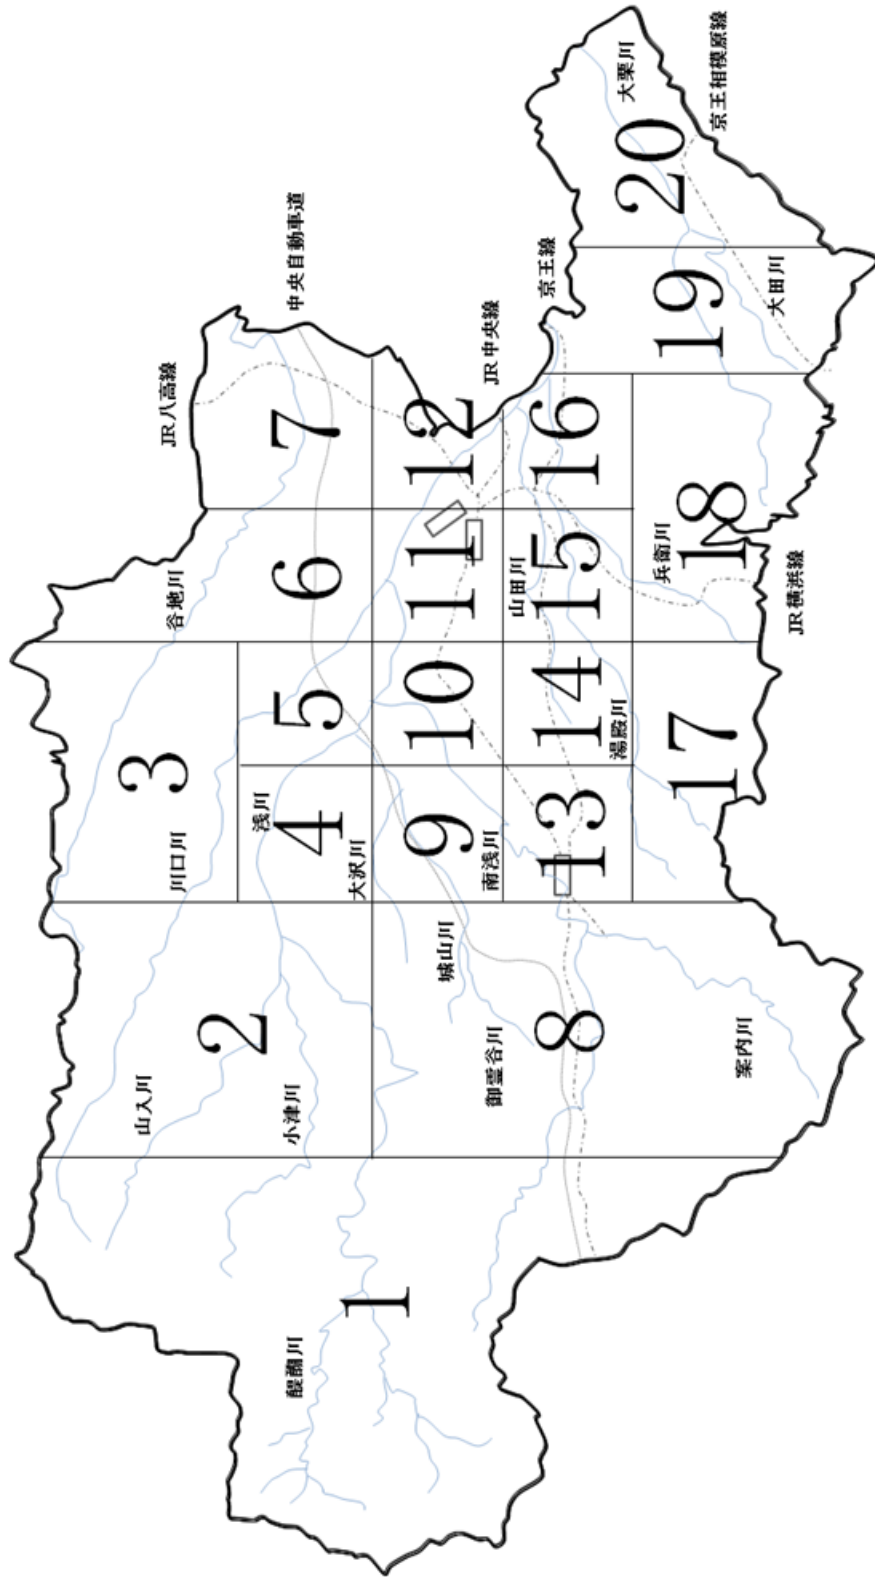 山入川
3
JR八高線
川口川
谷地川
2
浅川
小津川
醍醐川
中央自動車道
4
5
6
7
大沢川
1
9
10
11
12
城山川
御霊谷川
南浅川
JR中央線
山田川
京王線
8
13
14
15
16
湯殿川
大栗川
20
兵衛川
19
17
18
京王相模原線
案内川
大田川
JR横浜線